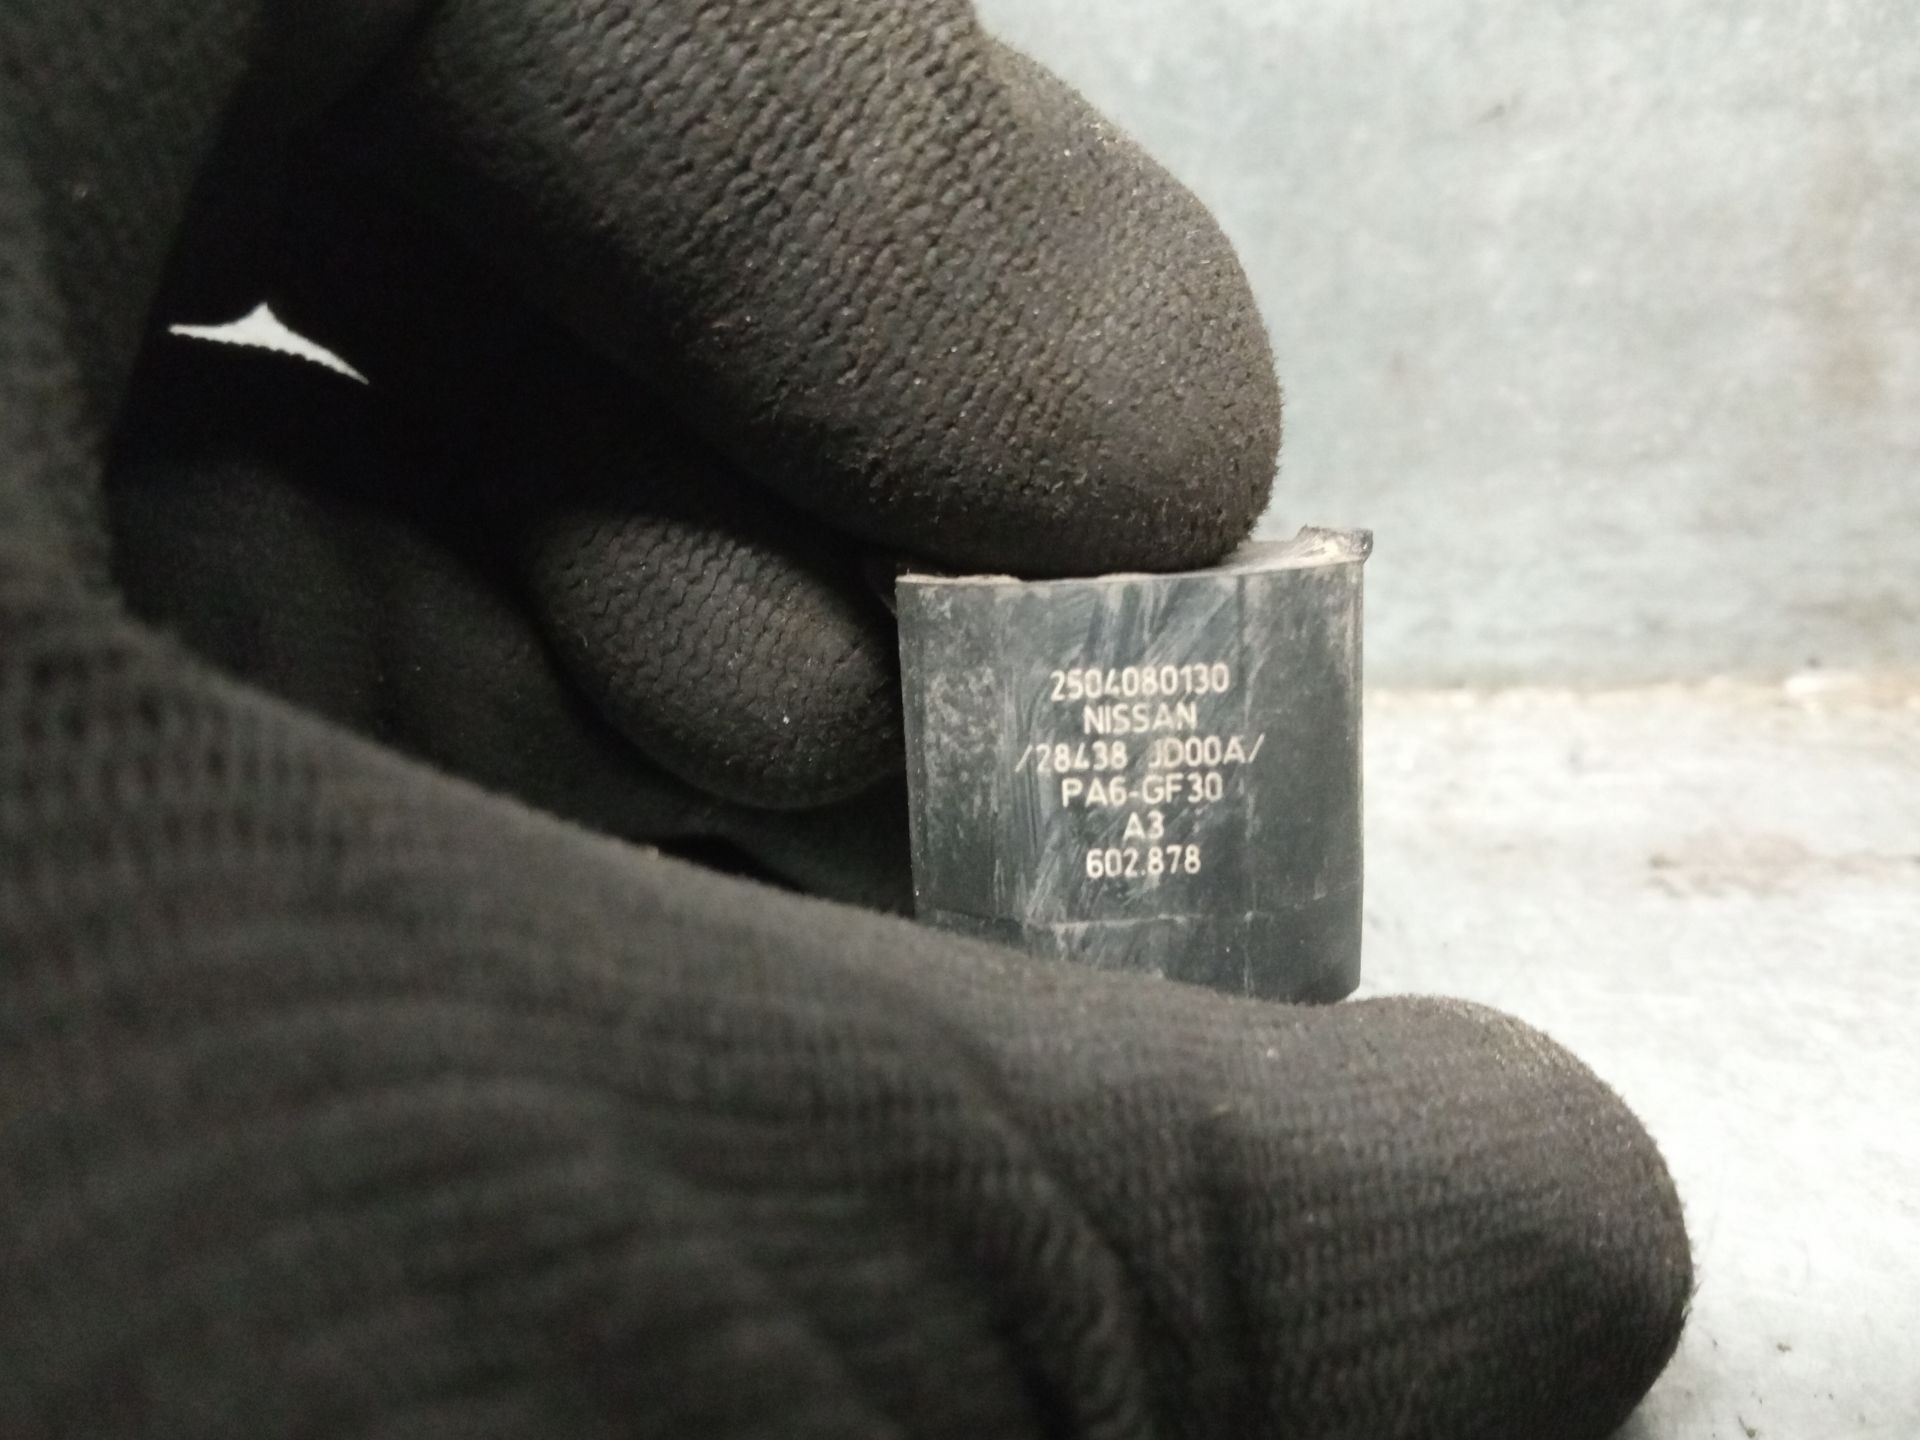 2504080130
NISSAN
/28438 JD00A/
PA6-GF30
A3
602.878